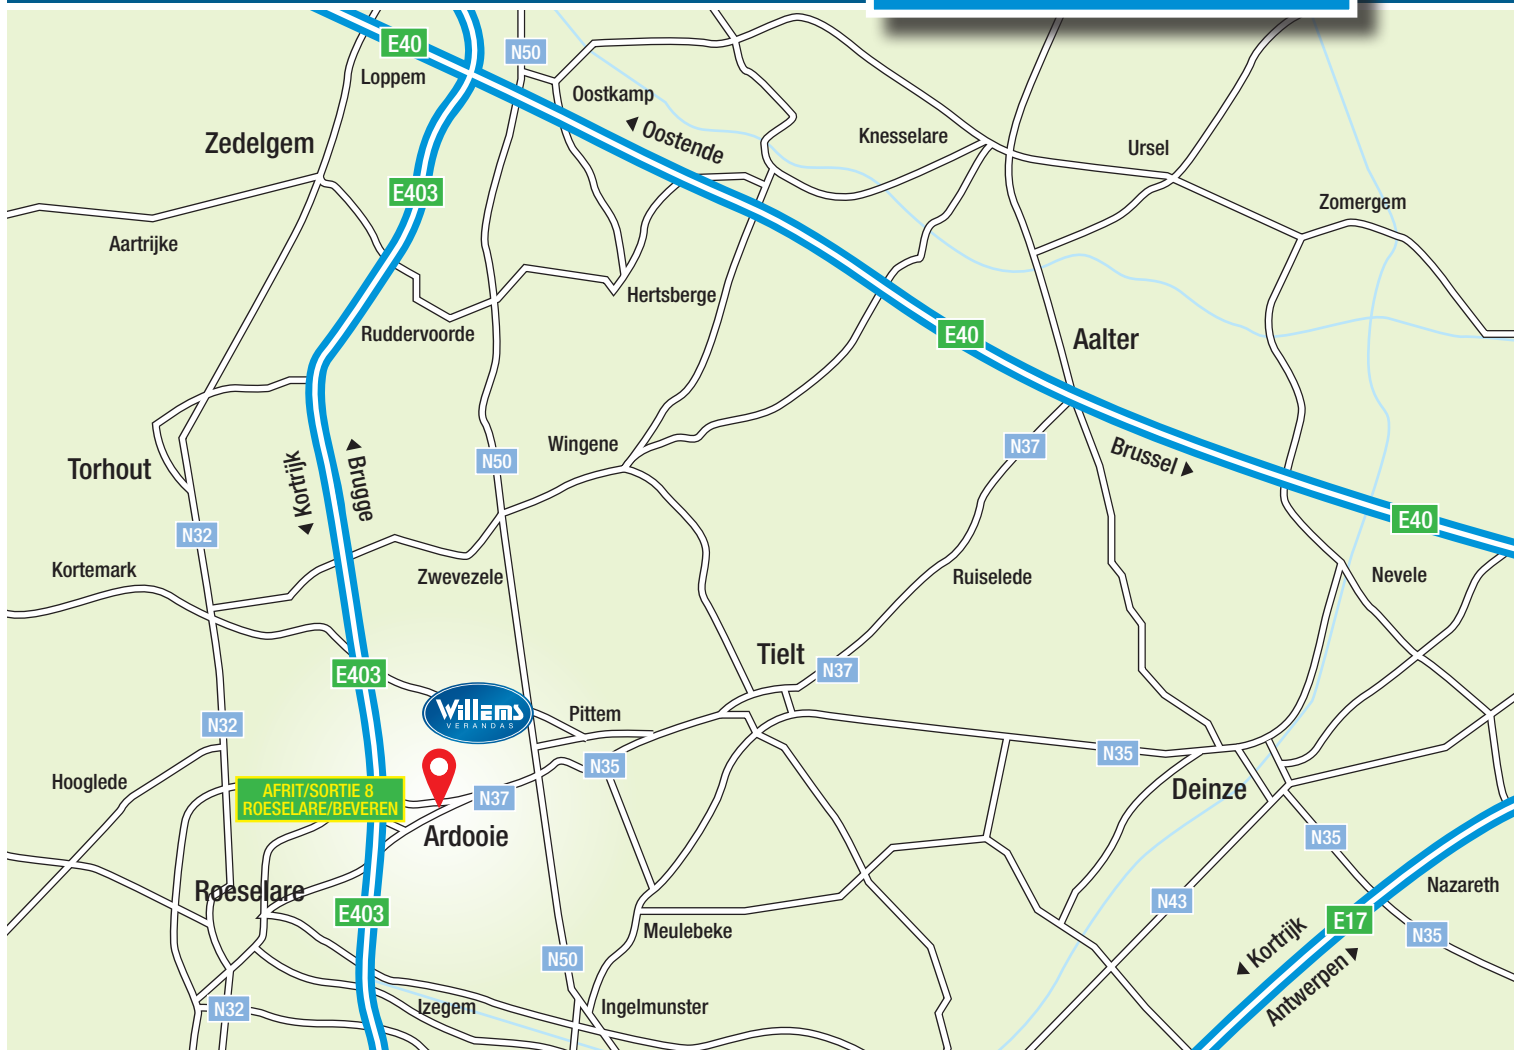 E40
N50
Loppem
Oostkamp
Zedelgem
◄ Oostende
Knesselare
Ursel
E403
Zomergem
Aartrijke
Hertsberge
Ruddervoorde
E40
Aalter
Wingene
N37
Torhout
N50
Brussel ►
◄ Kortrijk
Brugge ►
N32
E40
Kortemark
Zwevezele
Ruiselede
Nevele
Tielt
E403
N37
Willems
VERANDAS
Pittem
N32
N35
N35
Hooglede
AFRIT/SORTIE 8
ROESELARE/BEVEREN
N37
Deinze
Ardooie
N35
Roeselare
Nazareth
E403
N43
E17
Meulebeke
N35
◄ Kortrijk
N50
Antwerpen ►
Izegem
Ingelmunster
N32